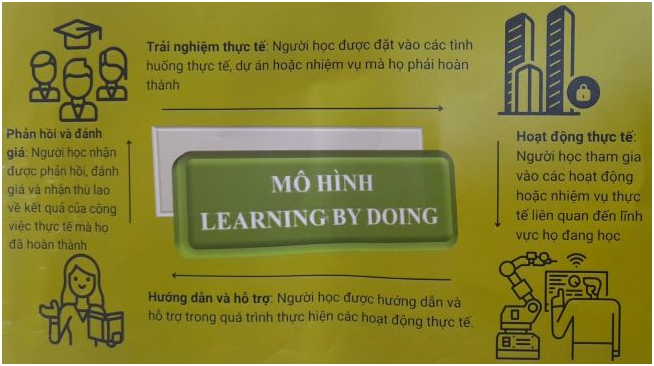 Trải nghiệm thực tế: Người học được đặt vào các tình
huống thực tế, dự án hoặc nhiệm vụ mà họ phải hoàn
thành
Phản hồi và đánh
giá: Người học nhận
được phản hồi, đánh
giá và nhận thù lao
về kết quả của công
việc thực tế mà họ
đã hoàn thành
MÔ HÌNH
LEARNING BY DOING
Hoạt động thực tế:
Người học tham gia
vào các hoạt động
hoặc nhiệm vụ thực
tế liên quan đến lĩnh
vực họ đang học
Hướng dẫn và hỗ trợ: Người học được hướng dẫn và
hỗ trợ trong quá trình thực hiện các hoạt động thực tế.